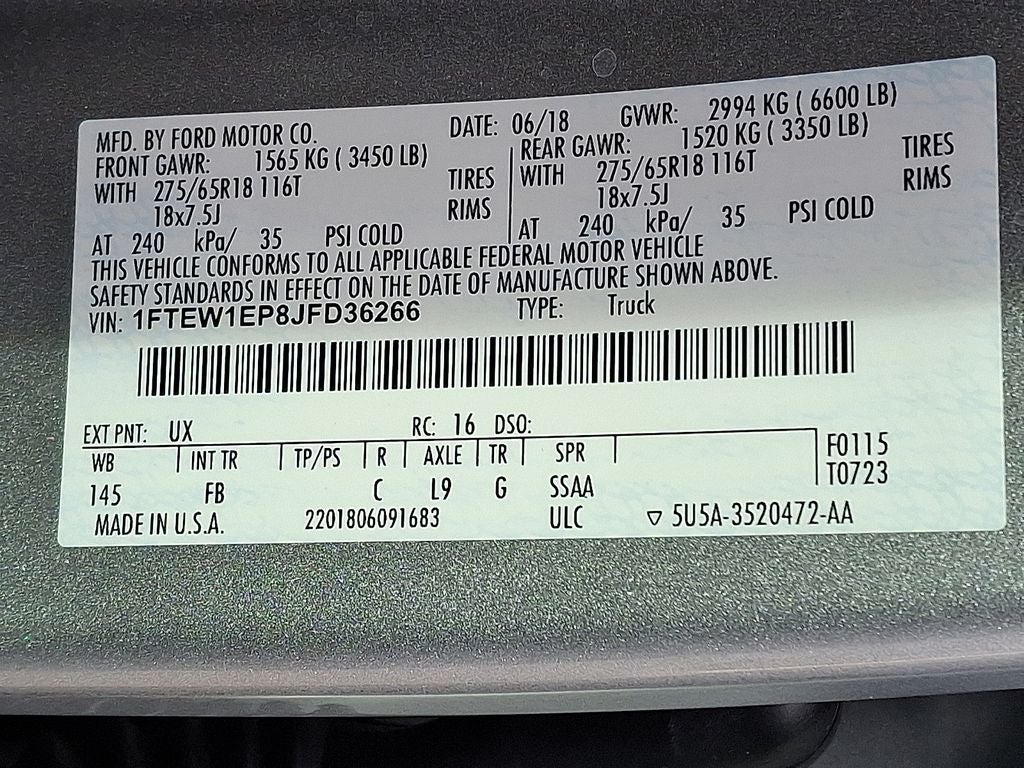 MFD. BY FORD MOTOR CO. DATE: 06/18 GVWR: 2994 KG ( 6600 LB)
FRONT GAWR: 1565 KG ( 3450 LB) REAR GAWR: 1520 KG ( 3350 LB)
WITH 275/65R18 116T TIRES WITH 275/65R18 116T TIRES
18x7.5J RIMS 18x7.5J RIMS
AT 240 kPa/ 35 PSI COLD AT 240 kPa/ 35 PSI COLD
THIS VEHICLE CONFORMS TO ALL APPLICABLE FEDERAL MOTOR VEHICLE
SAFETY STANDARDS IN EFFECT ON THE DATE OF MANUFACTURE SHOWN ABOVE.
VIN: 1FTEW1EP8JFD36266 TYPE: Truck
EXT PNT: UX RC: 16 DSO:
WB INT TR TP/PS R AXLE TR SPR F0115
145 FB C L9 G SSAA T0723
MADE IN U.S.A. 2201806091683 ULC ▽ 5U5A-3520472-AA